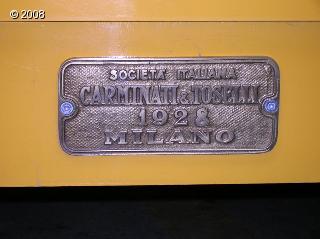 © 2008
SOCIETÀ ITALIANA
CARMINATI & TOSELLI
1928
MILANO